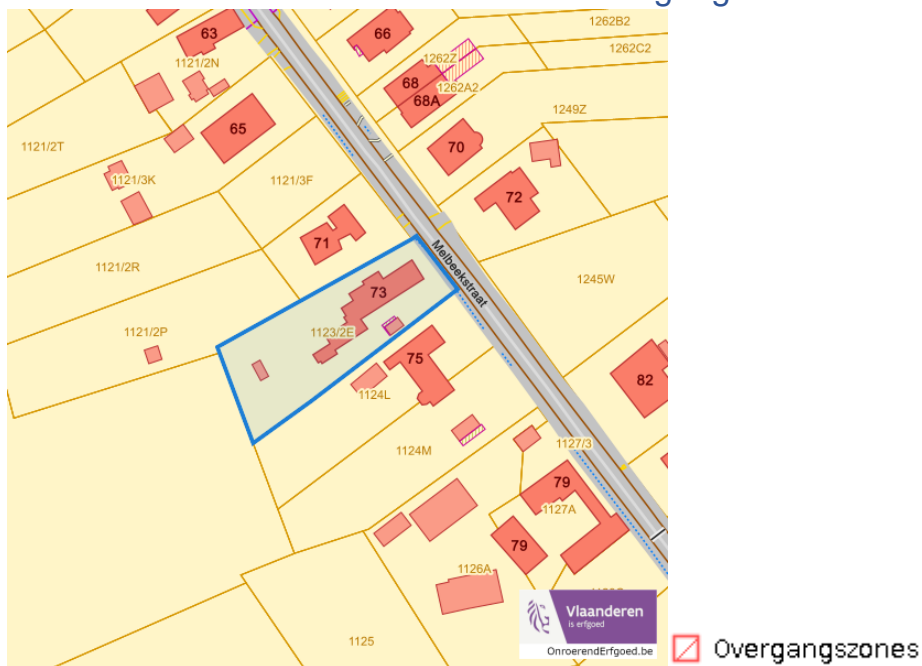 1262B2
63
66
1262C2
1121/2N
1262Z
68
1262A2
68A
1249Z
65
70
1121/2T
1121/3K
1121/3F
72
71
Melbeekstraat
1121/2R
1245W
73
1121/2P
1123/2E
75
82
1124L
1124M
1127/3
79
1127A
79
1126A
Vlaanderen
is erfgoed
1125
OnroerendErfgoed.be
Overgangszones